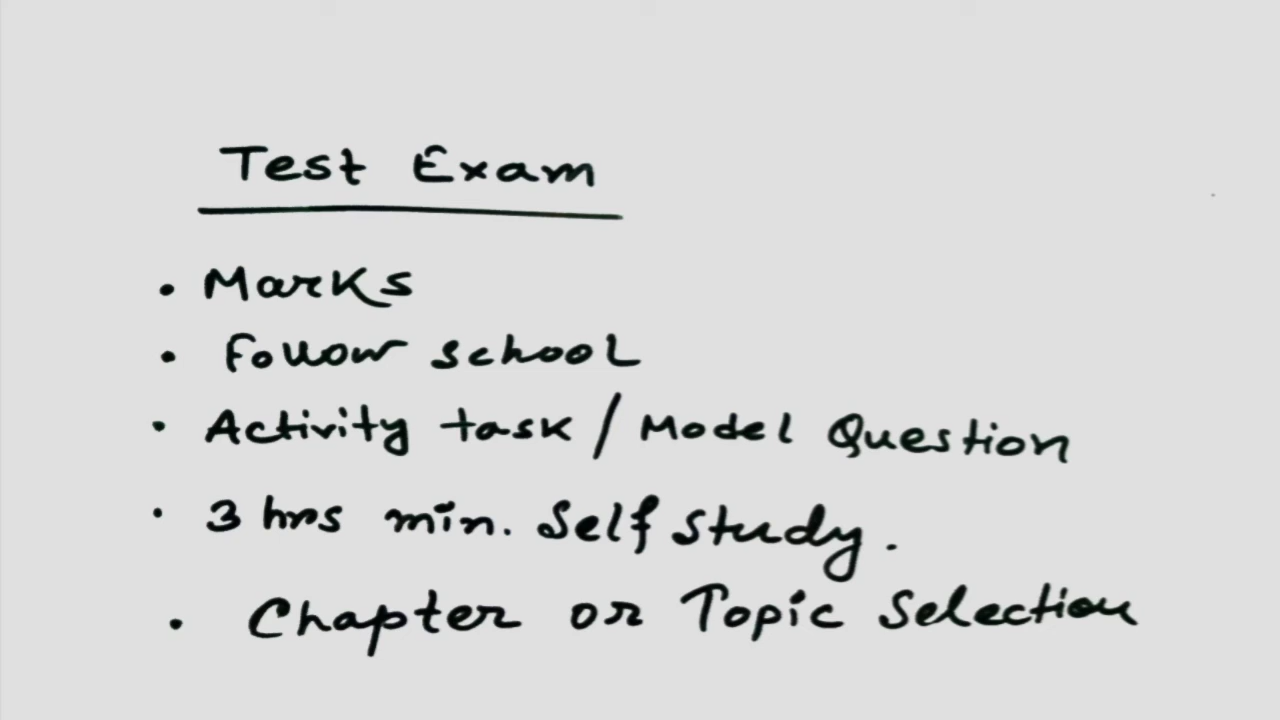 Test Exam
• Marks
• Follow school
• Activity task / Model Question
• 3 hrs min. Self study.
• Chapter or Topic Selection